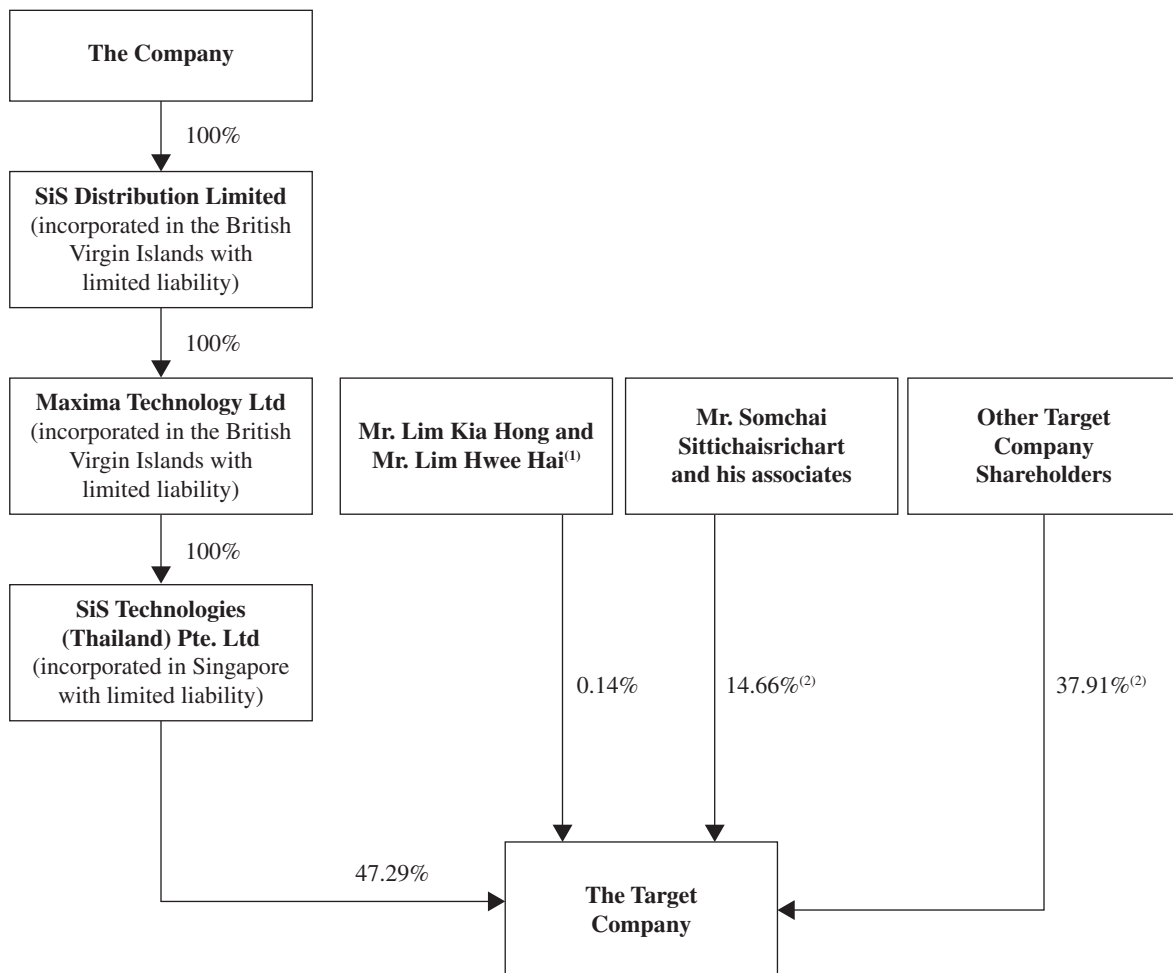 The Company
100%
SiS Distribution Limited
(incorporated in the British
Virgin Islands with
limited liability)
100%
Maxima Technology Ltd
(incorporated in the British
Virgin Islands with
limited liability)
Mr. Lim Kia Hong and
Mr. Lim Hwee Hai(1)
Mr. Somchai
Sittichaisrichart
and his associates
Other Target
Company
Shareholders
100%
SiS Technologies
(Thailand) Pte. Ltd
(incorporated in Singapore
with limited liability)
0.14%
14.66%(2)
37.91%(2)
47.29%
The Target
Company